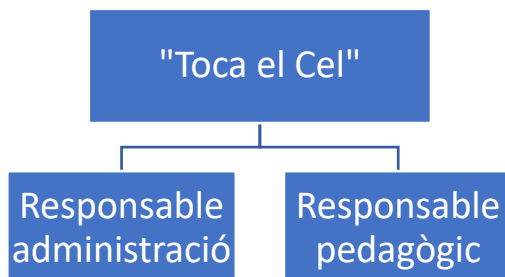 "Toca el Cel"
Responsable
administració
Responsable
pedagògic